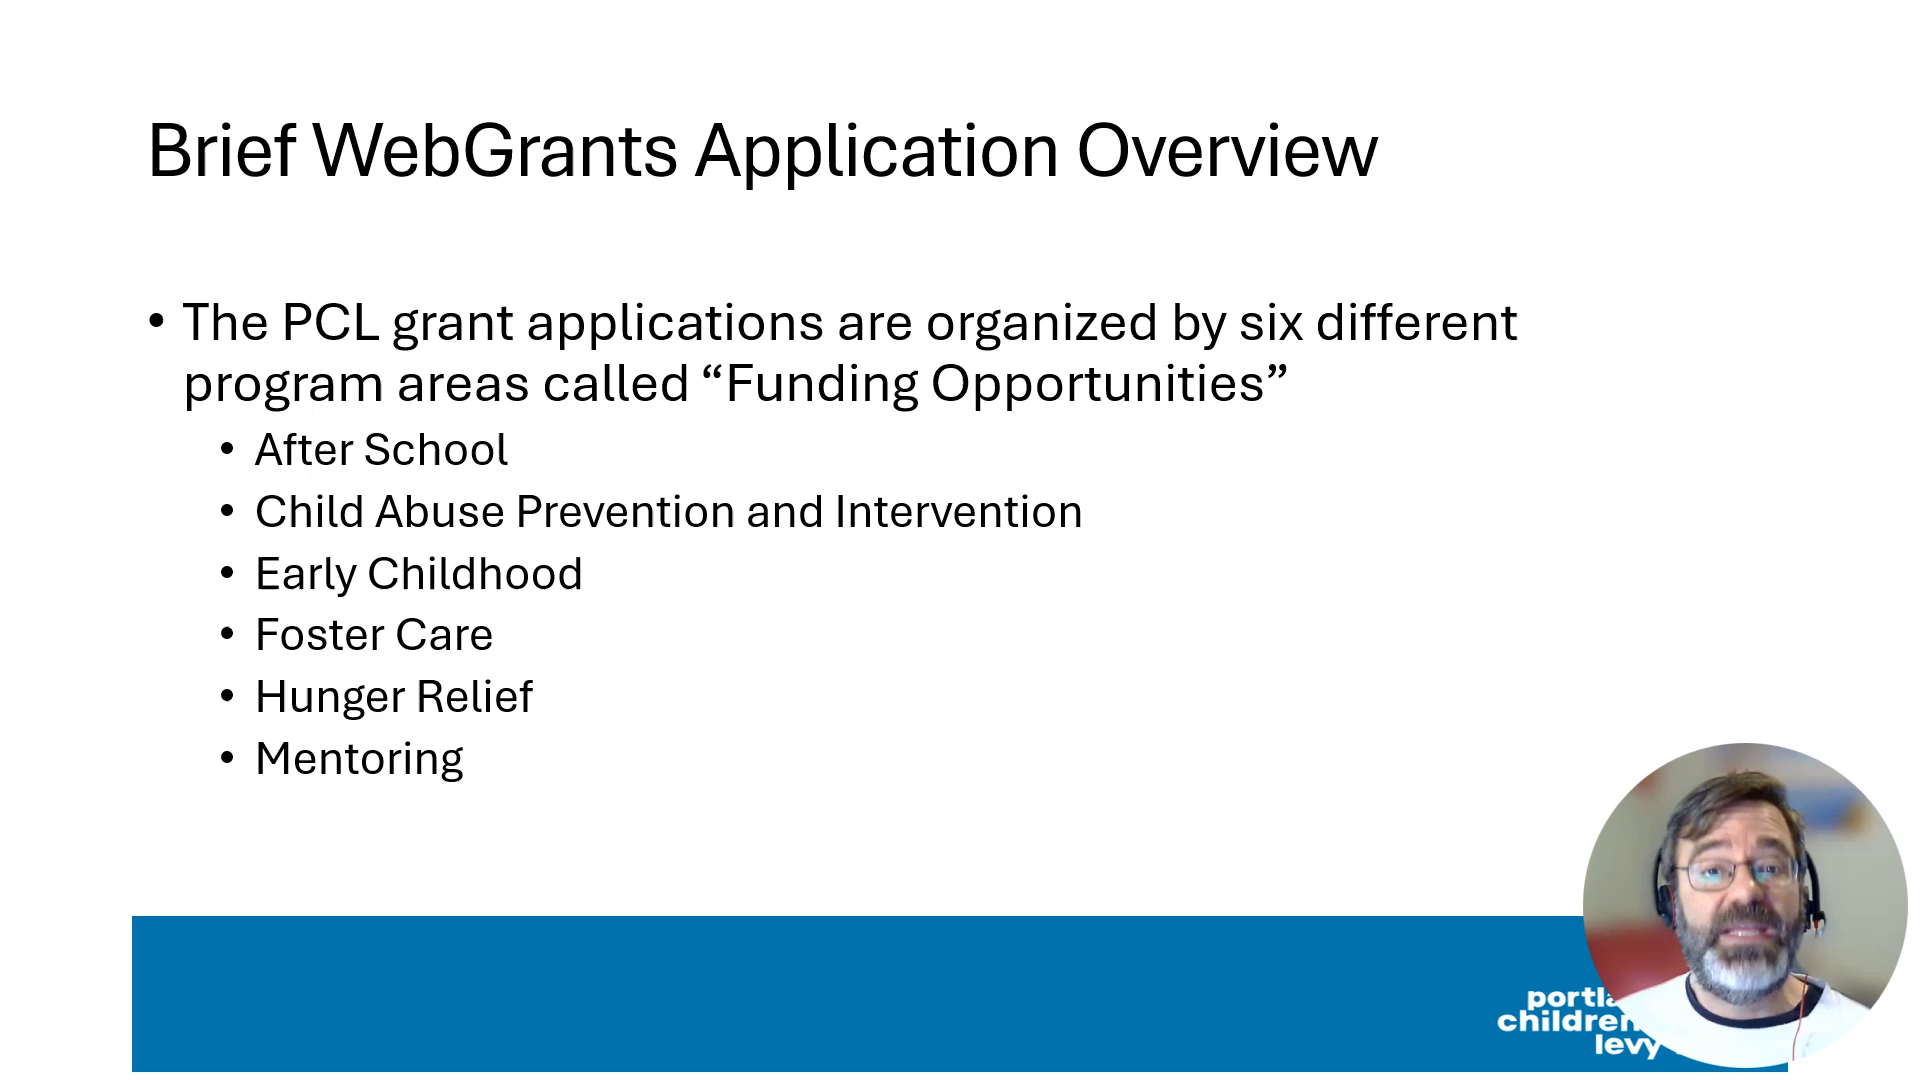 Brief WebGrants Application Overview
• The PCL grant applications are organized by six different
program areas called “Funding Opportunities”
• After School
• Child Abuse Prevention and Intervention
• Early Childhood
• Foster Care
• Hunger Relief
• Mentoring
levy